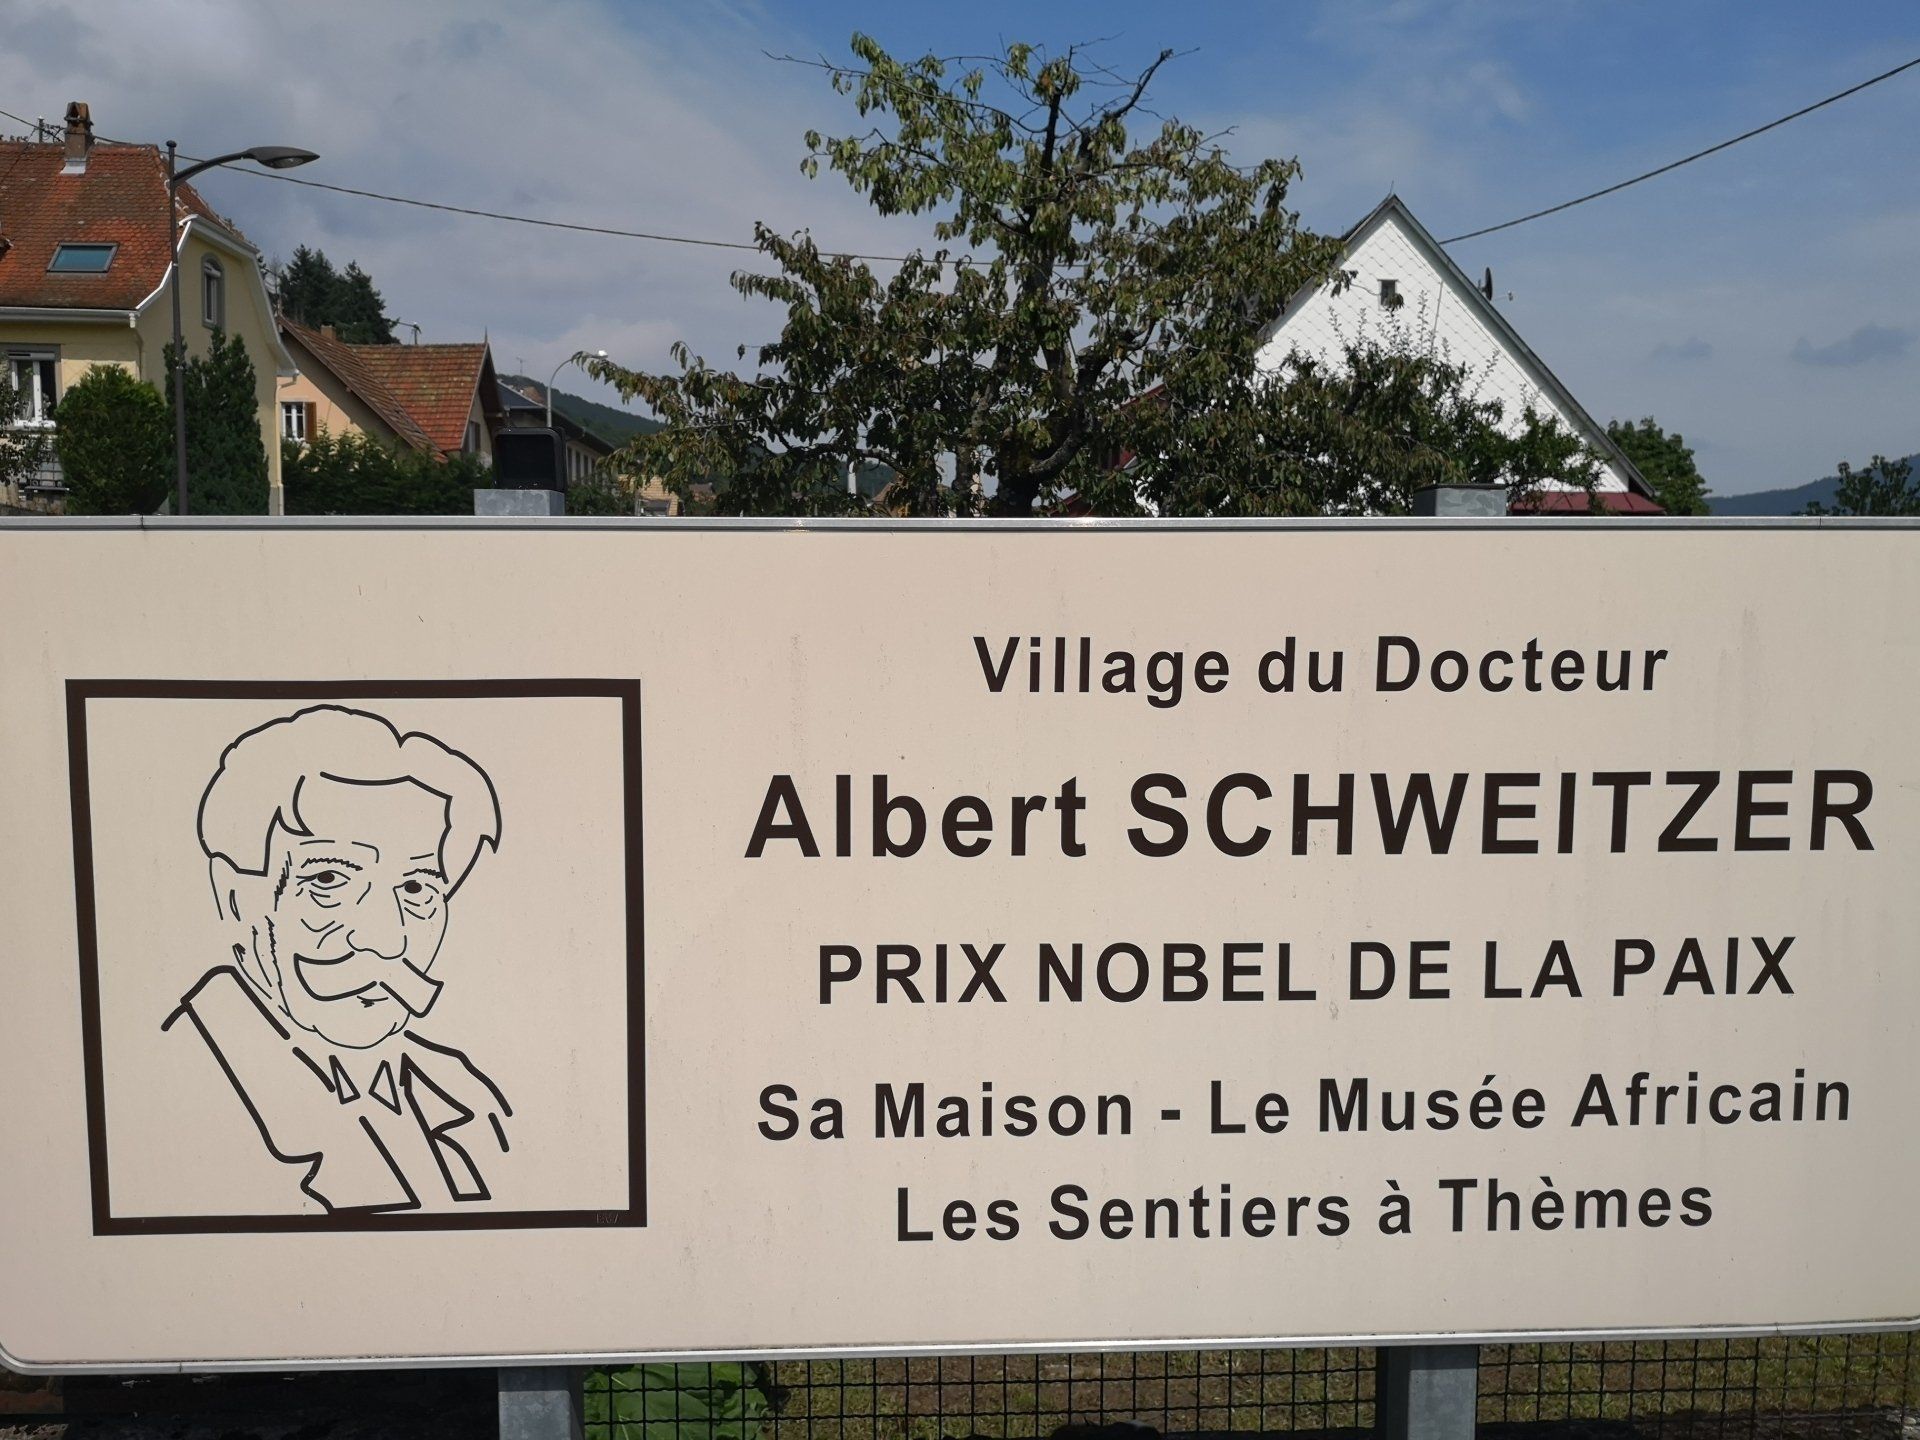 Village du Docteur
Albert SCHWEITZER
PRIX NOBEL DE LA PAIX
Sa Maison - Le Musée Africain
Les Sentiers à Thèmes